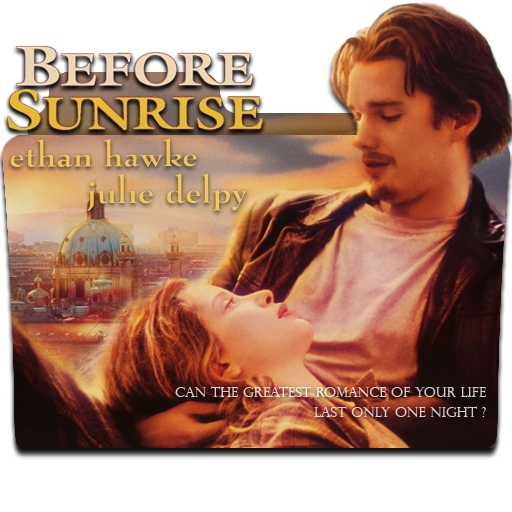 BEFORE
SUNRISE
ethan hawke
julie delpy
CAN THE GREATEST ROMANCE OF YOUR LIFE
LAST ONLY ONE NIGHT ?